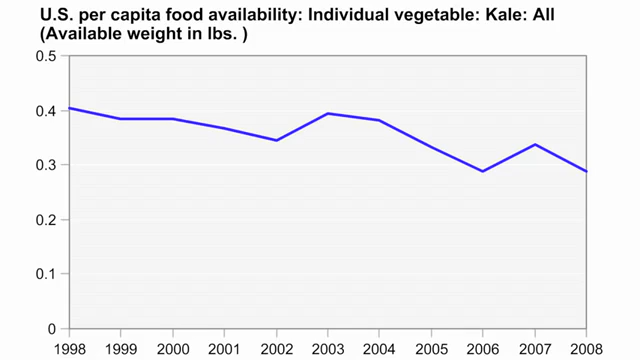 U.S. per capita food availability: Individual vegetable: Kale: All
(Available weight in lbs. )
0.5
0.4
0.3
0.2
0.1
0
1998 1999 2000 2001 2002 2003 2004 2005 2006 2007 2008